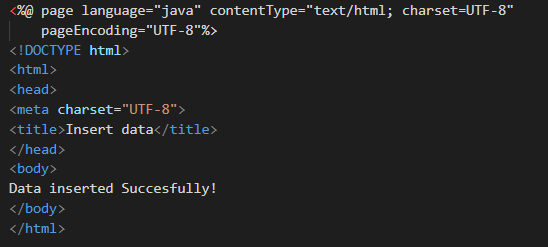 <%@ page language="java" contentType="text/html; charset=UTF-8"
pageEncoding="UTF-8"%>
<!DOCTYPE html>
<html>
<head>
<meta charset="UTF-8">
<title>Insert data</title>
</head>
<body>
Data inserted Succesfully!
</body>
</html>